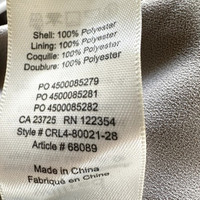 Shell: 100% Polyester
Lining: 100% Polyester
Coquille: 100% Polyester
Doublure: 100% Polyester
PO 4500085279
PO 4500085281
PO 4500085282
CA 23725 RN 122354
Style # CRL4-80021-28
Article # 68089
Made in China
Fabriqué en Chine